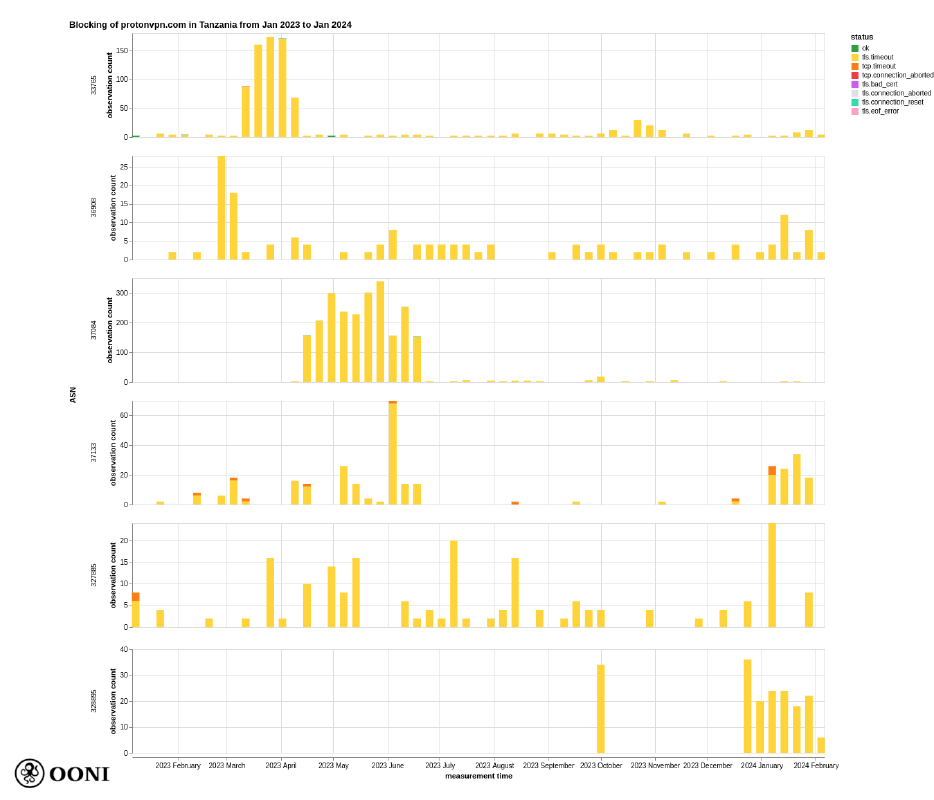 Blocking of protonvpn.com in Tanzania from Jan 2023 to Jan 2024
status
ok
tls.timeout
tcp.timeout
tcp.connection_aborted
tls.bad_cert
tls.connection_aborted
tls.connection_reset
tls.eof_error
ASN
33765
observation count
150
100
50
0
36908
observation count
25
20
15
10
5
0
37084
observation count
300
200
100
0
37133
observation count
60
40
20
0
327885
observation count
20
15
10
5
0
328895
observation count
40
30
20
10
0
2023 February 2023 March 2023 April 2023 May 2023 June 2023 July 2023 August 2023 September 2023 October 2023 November 2023 December 2024 January 2024 February
measurement time
OONI